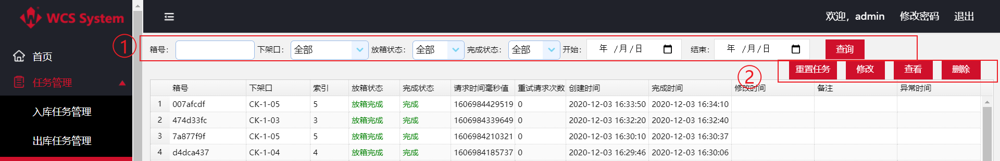 WCS System
欢迎，admin 修改密码 退出
① 箱号： 下架口： 全部 放箱状态： 全部 完成状态： 全部 开始： 年 /月/日 结束： 年 /月/日 查询
首页
② 重置任务 修改 查看 删除
任务管理
箱号 下架口 索引 放箱状态 完成状态 请求时间毫秒值 重试请求次数 创建时间 完成时间 修改时间 备注 异常时间
1 007afcdf CK-1-05 5 放箱完成 完成 1606984429519 0 2020-12-03 16:33:50 2020-12-03 16:34:10
入库任务管理
2 474d33fc CK-1-03 3 放箱完成 完成 1606984339649 0 2020-12-03 16:32:20 2020-12-03 16:32:40
3 7a877f9f CK-1-05 5 放箱完成 完成 1606984210321 0 2020-12-03 16:30:10 2020-12-03 16:30:37
出库任务管理
4 d4dca437 CK-1-04 4 放箱完成 完成 1606984185737 0 2020-12-03 16:29:46 2020-12-03 16:30:06